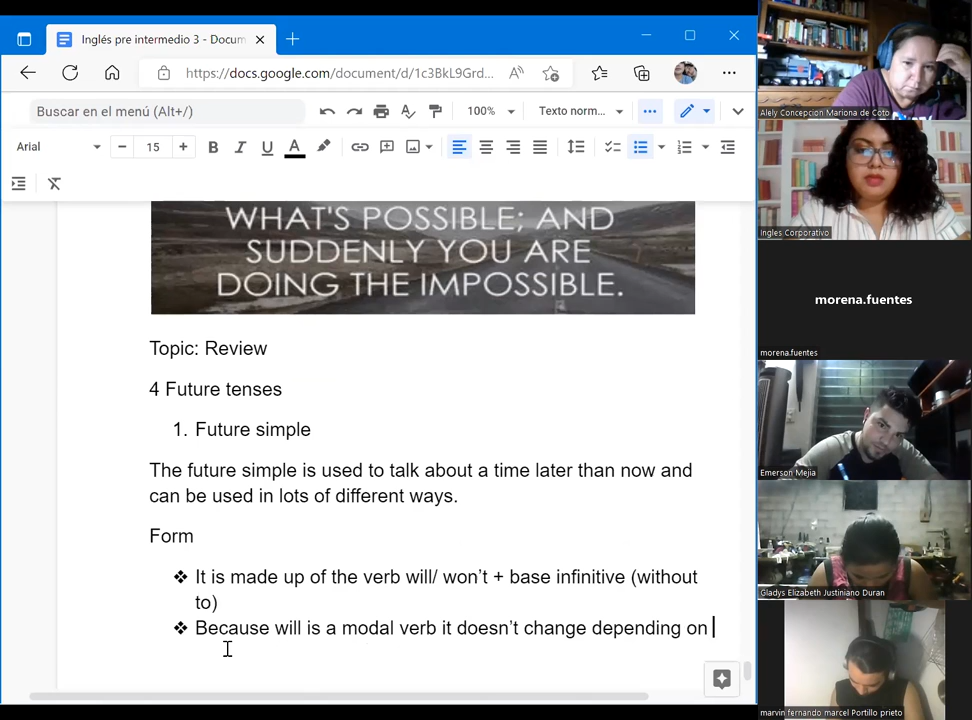 Inglés pre intermedio 3 - Docum
https://docs.google.com/document/d/1c3BkL9Grd...
Buscar en el menú (Alt+/)
100%
Texto norm...
Arial
15
B I U A
WHAT'S POSSIBLE; AND
SUDDENLY YOU ARE
DOING THE IMPOSSIBLE.
Topic: Review
4 Future tenses
1. Future simple
The future simple is used to talk about a time later than now and
can be used in lots of different ways.
Form
❖ It is made up of the verb will/ won't + base infinitive (without
to)
❖ Because will is a modal verb it doesn't change depending on
Alely Concepcion Mariona de Coto
Ingles Corporativo
morena.fuentes
morena.fuentes
Emerson Mejia
Gladys Elizabeth Justiniano Duran
marvin fernando marcel Portillo prieto